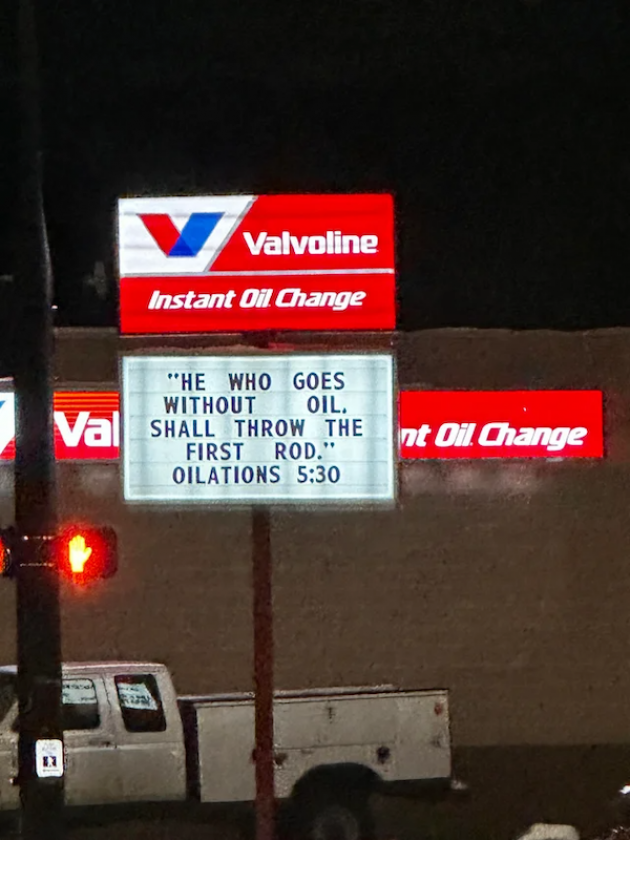 Valvoline
Instant Oil Change
"HE WHO GOES
WITHOUT OIL.
SHALL THROW THE
FIRST ROD."
OILATIONS 5:30
Val
nt Oil Change